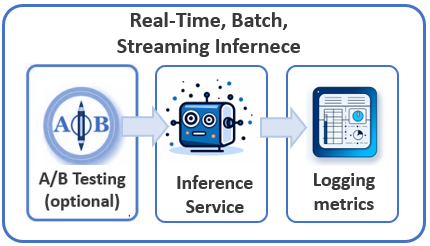 Real-Time, Batch,
Streaming Infernece
A B
A/B Testing
(optional)
Inference
Service
Logging
metrics